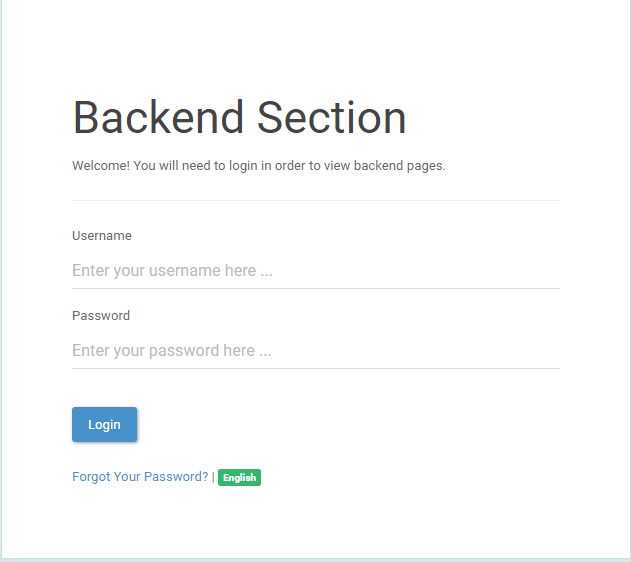 Backend Section
Welcome! You will need to login in order to view backend pages.
Username
Enter your username here ...
Password
Enter your password here ...
Login
Forgot Your Password? | English